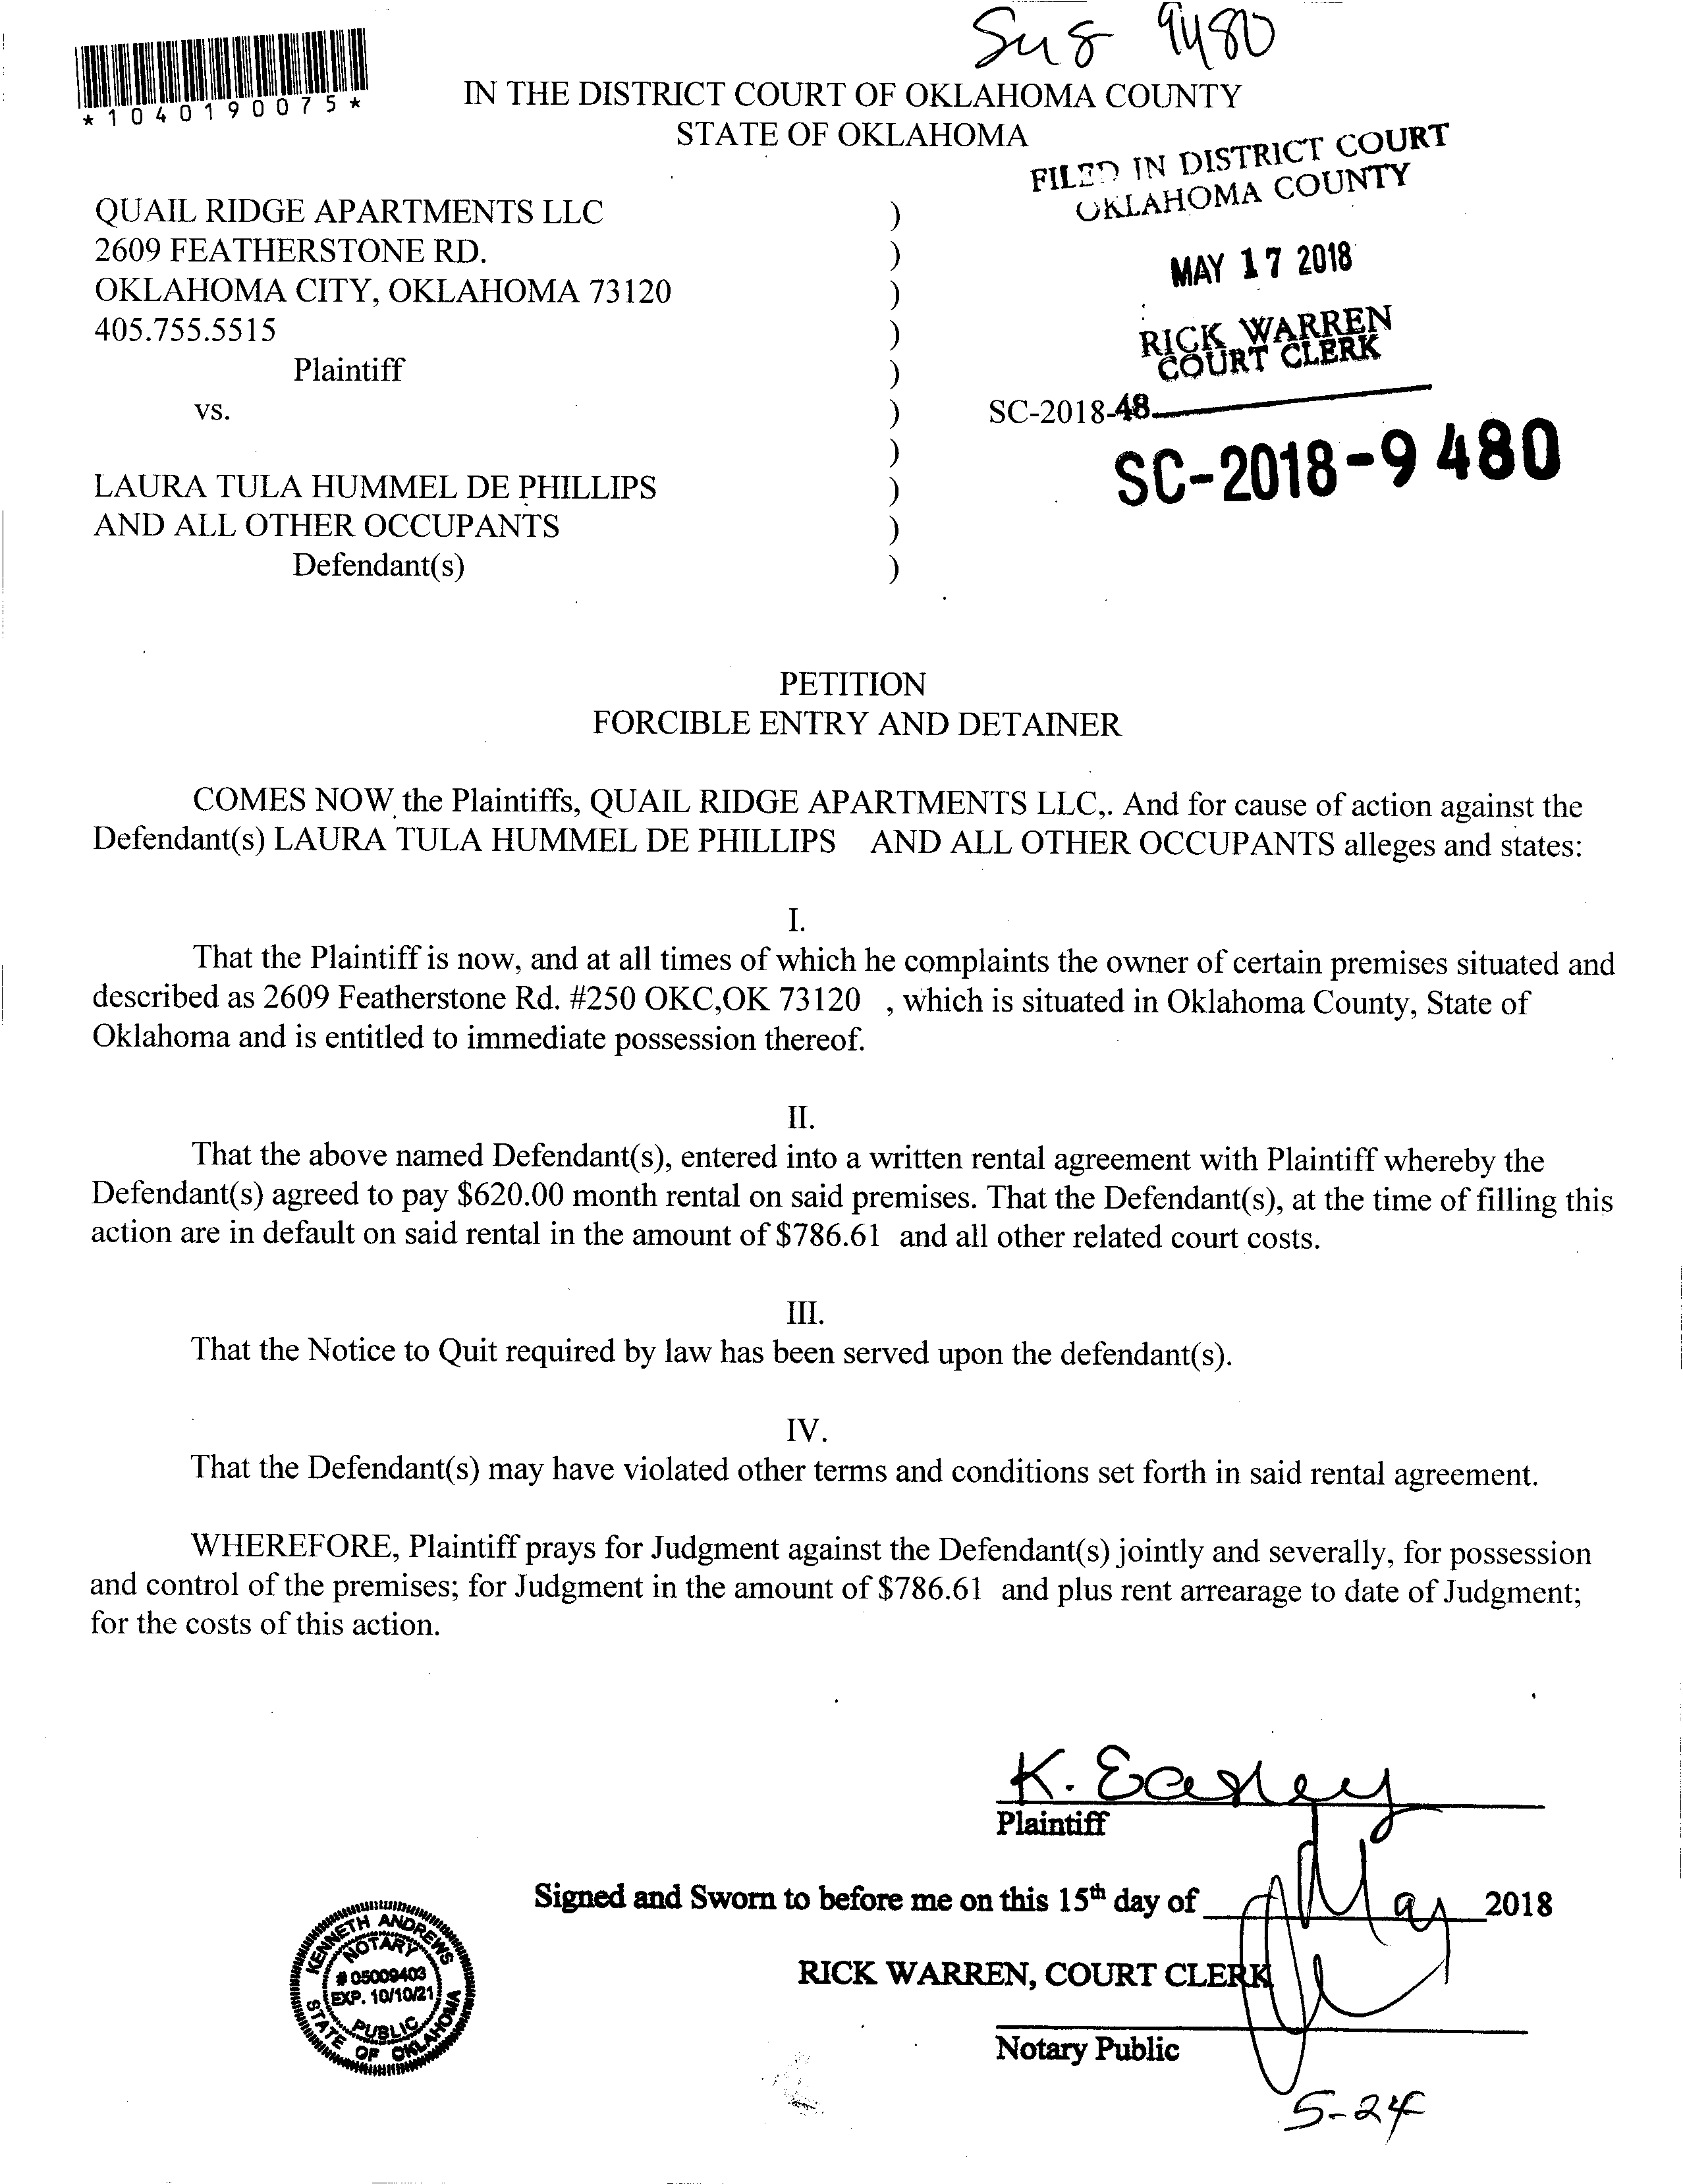 Sus 9480
*1040190075*
IN THE DISTRICT COURT OF OKLAHOMA COUNTY
STATE OF OKLAHOMA
FILED IN DISTRICT COURT
OKLAHOMA COUNTY
MAY 17 2018
RICK WARREN
COURT CLERK
QUAIL RIDGE APARTMENTS LLC )
2609 FEATHERSTONE RD. )
OKLAHOMA CITY, OKLAHOMA 73120 )
405.755.5515 )
Plaintiff )
vs. ) SC-2018-48
)
SC-2018-9 480
LAURA TULA HUMMEL DE PHILLIPS )
AND ALL OTHER OCCUPANTS )
Defendant(s) )
PETITION
FORCIBLE ENTRY AND DETAINER
COMES NOW the Plaintiffs, QUAIL RIDGE APARTMENTS LLC,. And for cause of action against the
Defendant(s) LAURA TULA HUMMEL DE PHILLIPS AND ALL OTHER OCCUPANTS alleges and states:
I.
That the Plaintiff is now, and at all times of which he complaints the owner of certain premises situated and
described as 2609 Featherstone Rd. #250 OKC,OK 73120 , which is situated in Oklahoma County, State of
Oklahoma and is entitled to immediate possession thereof.
II.
That the above named Defendant(s), entered into a written rental agreement with Plaintiff whereby the
Defendant(s) agreed to pay $620.00 month rental on said premises. That the Defendant(s), at the time of filling this
action are in default on said rental in the amount of $786.61 and all other related court costs.
III.
That the Notice to Quit required by law has been served upon the defendant(s).
IV.
That the Defendant(s) may have violated other terms and conditions set forth in said rental agreement.
WHEREFORE, Plaintiff prays for Judgment against the Defendant(s) jointly and severally, for possession
and control of the premises; for Judgment in the amount of $786.61 and plus rent arrearage to date of Judgment;
for the costs of this action.
K. Easley
Plaintiff
Signed and Sworn to before me on this 15th day of May 2018
RICK WARREN, COURT CLERK
Notary Public
KENNETH ANDREWS
NOTARY
# 05009403
EXP. 10/10/21
PUBLIC
STATE OF OKLAHOMA
5-24